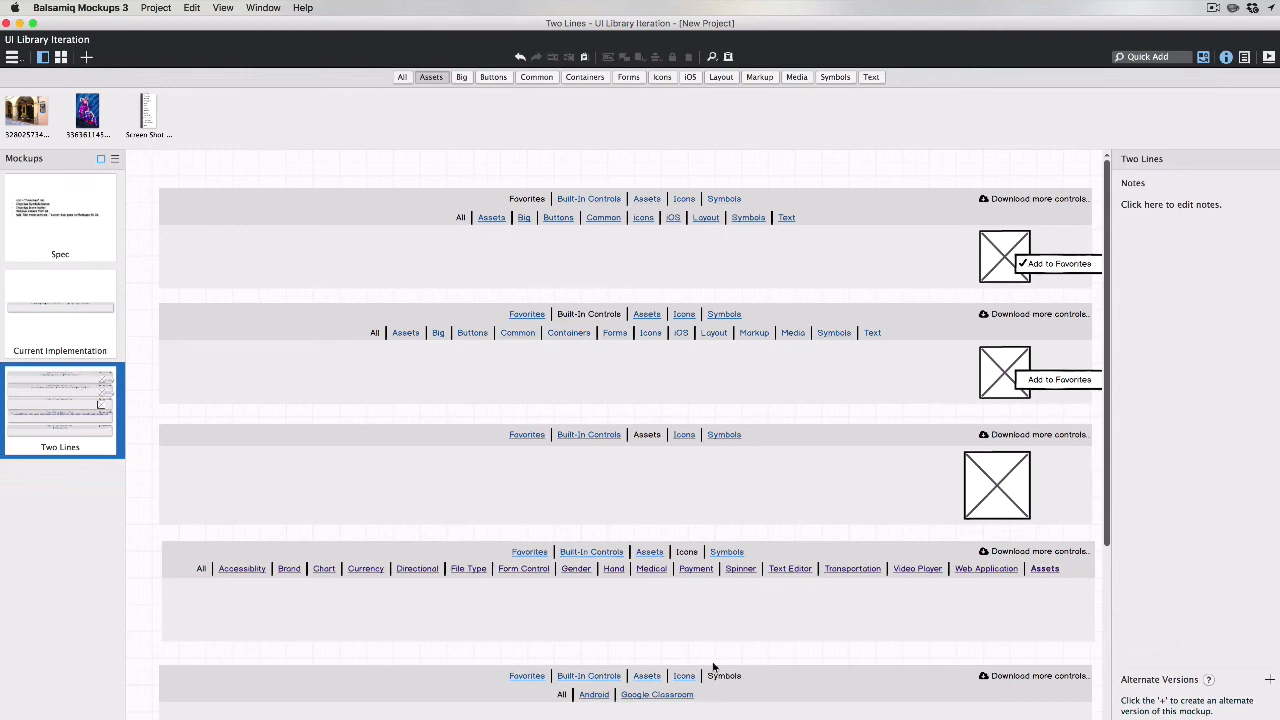 Balsamiq Mockups 3 Project Assets Edit View Window Help
Two Lines - UI Library Iteration - [New Project]
UI Library Iteration
Quick Add
All Assets Big Buttons Common Containers Forms Icons iOS Layout Markup Media Symbols Text
328025734... 336361145... Screen Shot ...
Mockups
Spec
Current Implementation
Two Lines
Favorites Built-In Controls Assets Icons Symbols Download more controls..
All Assets Big Buttons Common icons iOS Layout Symbols Text
Add to Favorites
Favorites Built-In Controls Assets Icons Symbols Download more controls..
All Assets Big Buttons Common Containers Forms Icons iOS Layout Markup Media Symbols Text
Add to Favorites
Favorites Built-In Controls Assets Icons Symbols Download more controls..
Favorites Built-In Controls Assets Icons Symbols Download more controls..
All Accessiblity Brand Chart Currency Directional File Type Form Control Gender Hand Medical Payment Spinner Text Editor Transportation Video Player Web Application Assets
Favorites Built-In Controls Assets Icons Symbols Download more controls..
All Android Google Classroom
Two Lines
Notes
Click here to edit notes.
Alternate Versions ?
Click the '+' to create an alternate
version of this mockup.